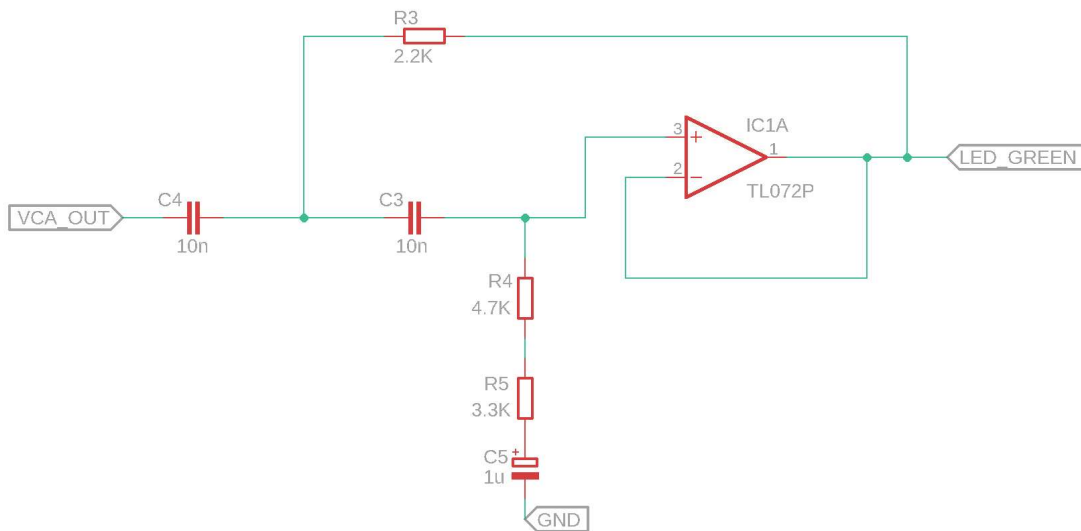 R3
2.2K
IC1A
3
+
1
2
−
TL072P
LED_GREEN
VCA_OUT
C4
10n
C3
10n
R4
4.7K
R5
3.3K
C5
+
1u
GND